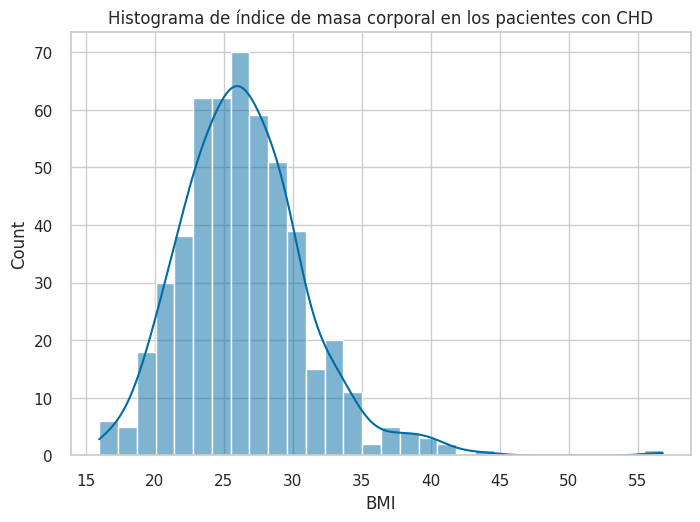 Histograma de índice de masa corporal en los pacientes con CHD
70
60
50
40
30
20
10
0
Count
15 20 25 30 35 40 45 50 55
BMI